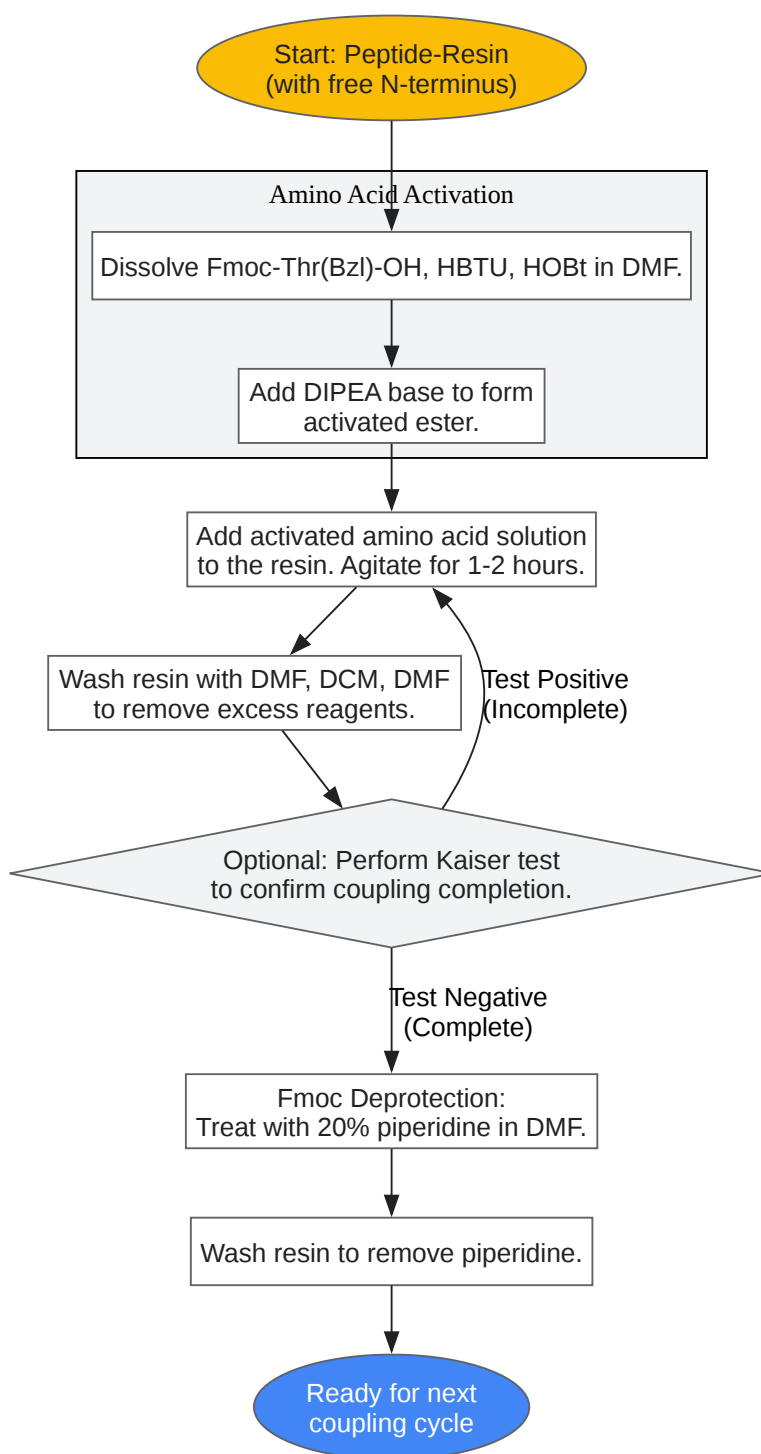 Start: Peptide-Resin
(with free N-terminus)
Amino Acid Activation
Dissolve Fmoc-Thr(Bzl)-OH, HBTU, HOBt in DMF.
Add DIPEA base to form
activated ester.
Add activated amino acid solution
to the resin. Agitate for 1-2 hours.
Wash resin with DMF, DCM, DMF
to remove excess reagents.
Test Positive
(Incomplete)
Optional: Perform Kaiser test
to confirm coupling completion.
Test Negative
(Complete)
Fmoc Deprotection:
Treat with 20% piperidine in DMF.
Wash resin to remove piperidine.
Ready for next
coupling cycle